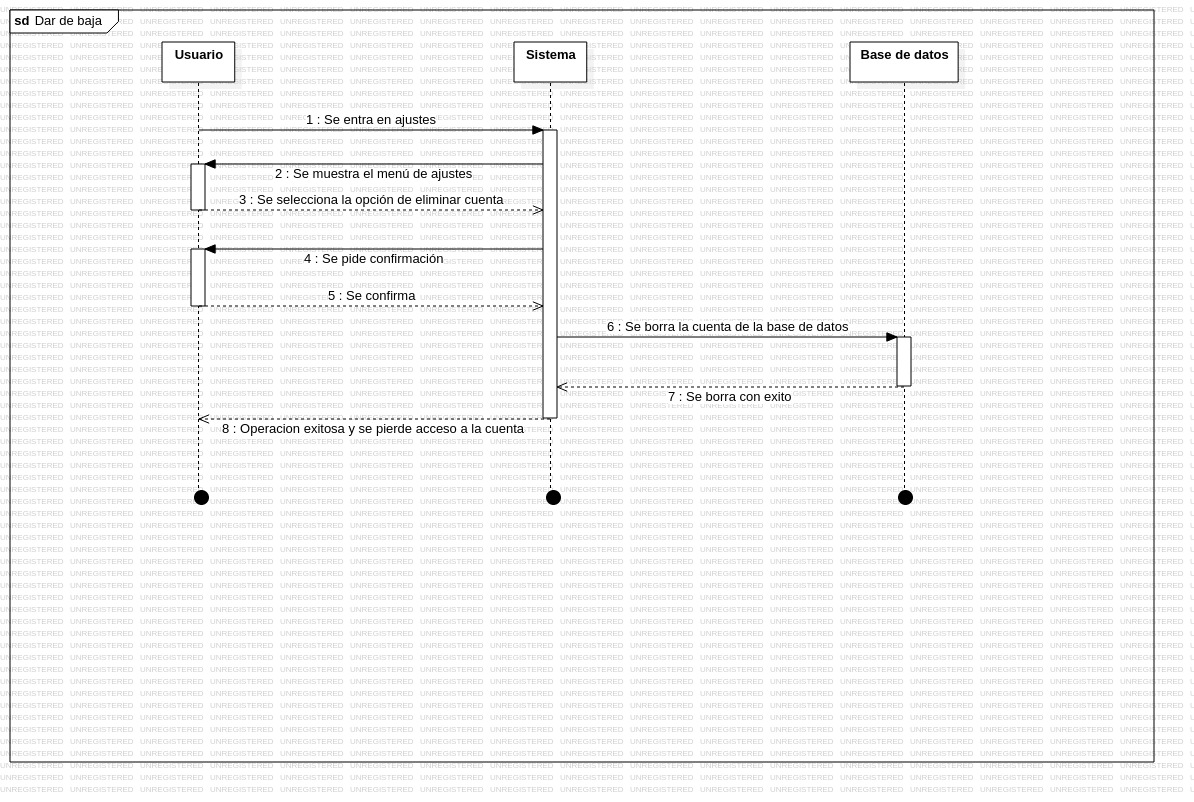 sd Dar de baja
Usuario
Sistema
Base de datos
1 : Se entra en ajustes
2 : Se muestra el menú de ajustes
3 : Se selecciona la opción de eliminar cuenta
4 : Se pide confirmación
5 : Se confirma
6 : Se borra la cuenta de la base de datos
7 : Se borra con exito
8 : Operacion exitosa y se pierde acceso a la cuenta
UNREGISTERED